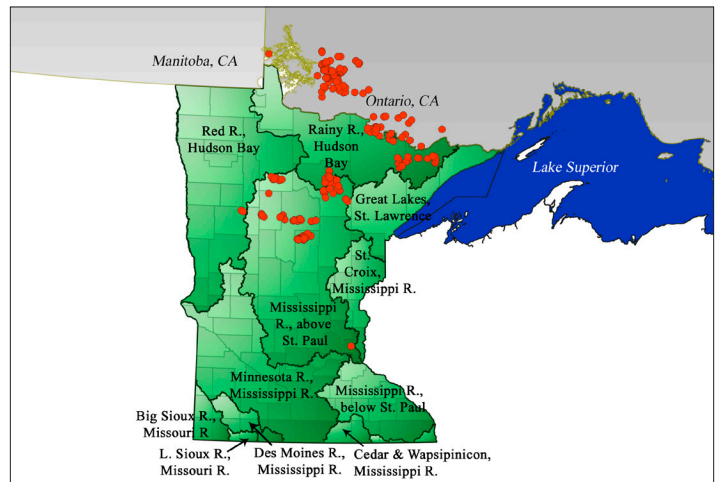 Manitoba, CA
Ontario, CA
Red R.,
Hudson Bay
Rainy R.,
Hudson
Bay
Lake Superior
Great Lakes,
St. Lawrence
St.
Croix,
Mississippi R.
Mississippi
R., above
St. Paul
Minnesota R.,
Mississippi R.
Mississippi R.,
below St. Paul
Big Sioux R.,
Missouri R
L. Sioux R.,
Missouri R.
Des Moines R.,
Mississippi R.
Cedar & Wapsipinicon,
Mississippi R.